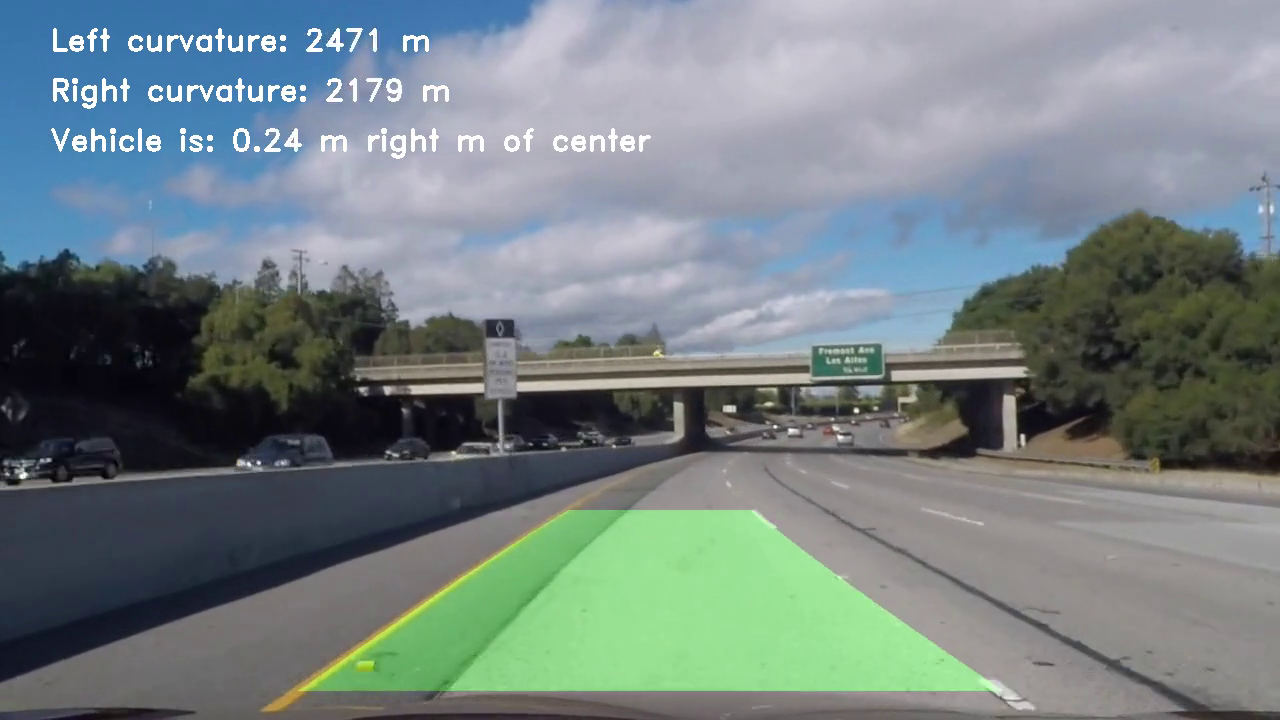 Left curvature: 2471 m
Right curvature: 2179 m
Vehicle is: 0.24 m right m of center
Fremont Ave
Los Altos